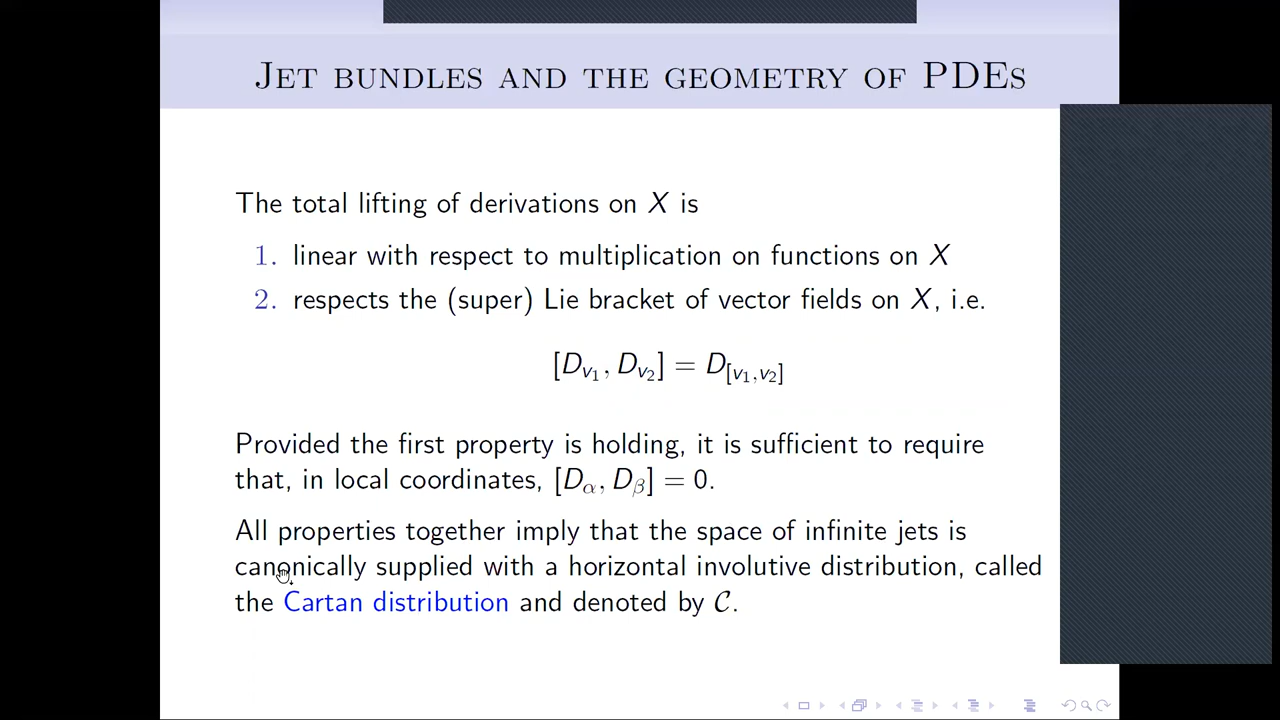 JET BUNDLES AND THE GEOMETRY OF PDES
The total lifting of derivations on X is
1. linear with respect to multiplication on functions on X
2. respects the (super) Lie bracket of vector fields on X, i.e.
[D_{v_1}, D_{v_2}] = D_{[v_1,v_2]}
Provided the first property is holding, it is sufficient to require
that, in local coordinates, [D_α, D_β] = 0.
All properties together imply that the space of infinite jets is
canonically supplied with a horizontal involutive distribution, called
the Cartan distribution and denoted by 𝒞.